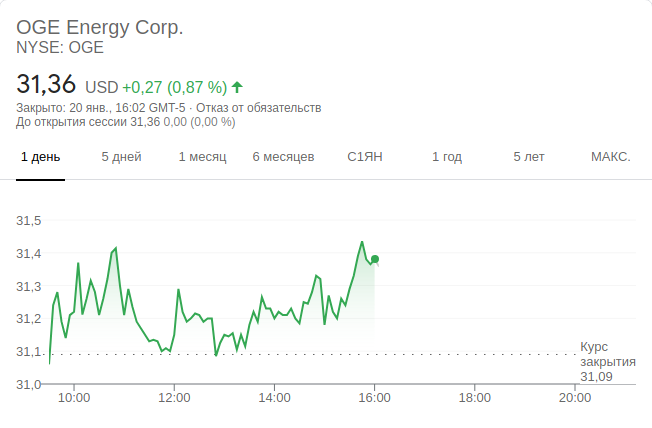 OGE Energy Corp.
NYSE: OGE
31,36 USD +0,27 (0,87 %)
Закрыто: 20 янв., 16:02 GMT-5 · Отказ от обязательств
До открытия сессии 31,36 0,00 (0,00 %)
1 день 5 дней 1 месяц 6 месяцев С1ЯН 1 год 5 лет МАКС.
31,5
31,4
31,3
31,2
31,1
31,0
Курс
закрытия
31,09
10:00 12:00 14:00 16:00 18:00 20:00